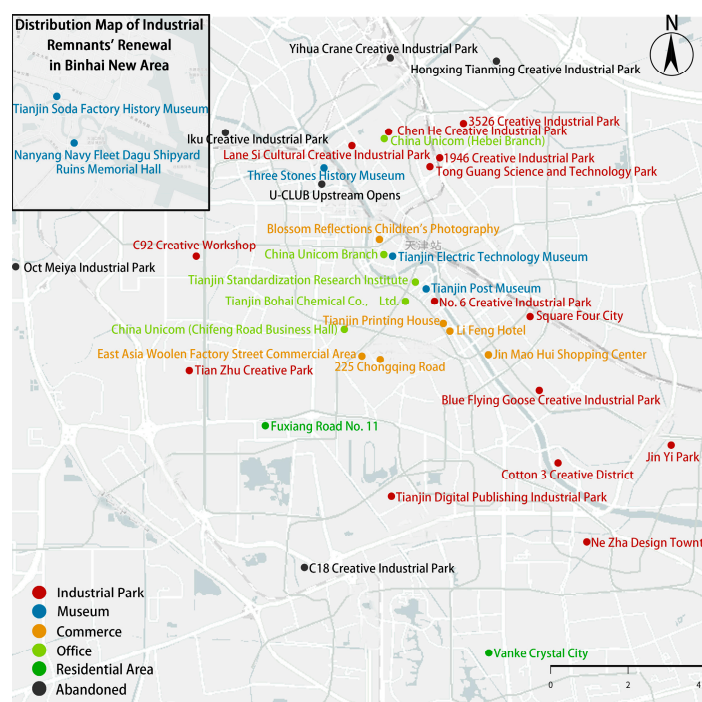 Distribution Map of Industrial
Remnants' Renewal
in Binhai New Area
N
Yihua Crane Creative Industrial Park
Hongxing Tianming Creative Industrial Park
Tianjin Soda Factory History Museum
Nanyang Navy Fleet Dagu Shipyard
Ruins Memorial Hall
3526 Creative Industrial Park
Chen He Creative Industrial Park
Iku Creative Industrial Park
China Unicom (Hebei Branch)
Lane Si Cultural Creative Industrial Park
1946 Creative Industrial Park
Tong Guang Science and Technology Park
Three Stones History Museum
U-CLUB Upstream Opens
Blossom Reflections Children's Photography
天津站
C92 Creative Workshop
China Unicom Branch
Tianjin Electric Technology Museum
Oct Meiya Industrial Park
Tianjin Standardization Research Institute
Tianjin Post Museum
Tianjin Bohai Chemical Co., Ltd.
No. 6 Creative Industrial Park
Square Four City
Tianjin Printing House
China Unicom (Chifeng Road Business Hall)
Li Feng Hotel
East Asia Woolen Factory Street Commercial Area
Jin Mao Hui Shopping Center
225 Chongqing Road
Tian Zhu Creative Park
Blue Flying Goose Creative Industrial Park
Fuxiang Road No. 11
Jin Yi Park
Cotton 3 Creative District
Tianjin Digital Publishing Industrial Park
Ne Zha Design Townt
C18 Creative Industrial Park
Industrial Park
Museum
Commerce
Office
Residential Area
Abandoned
Vanke Crystal City
0 2 4